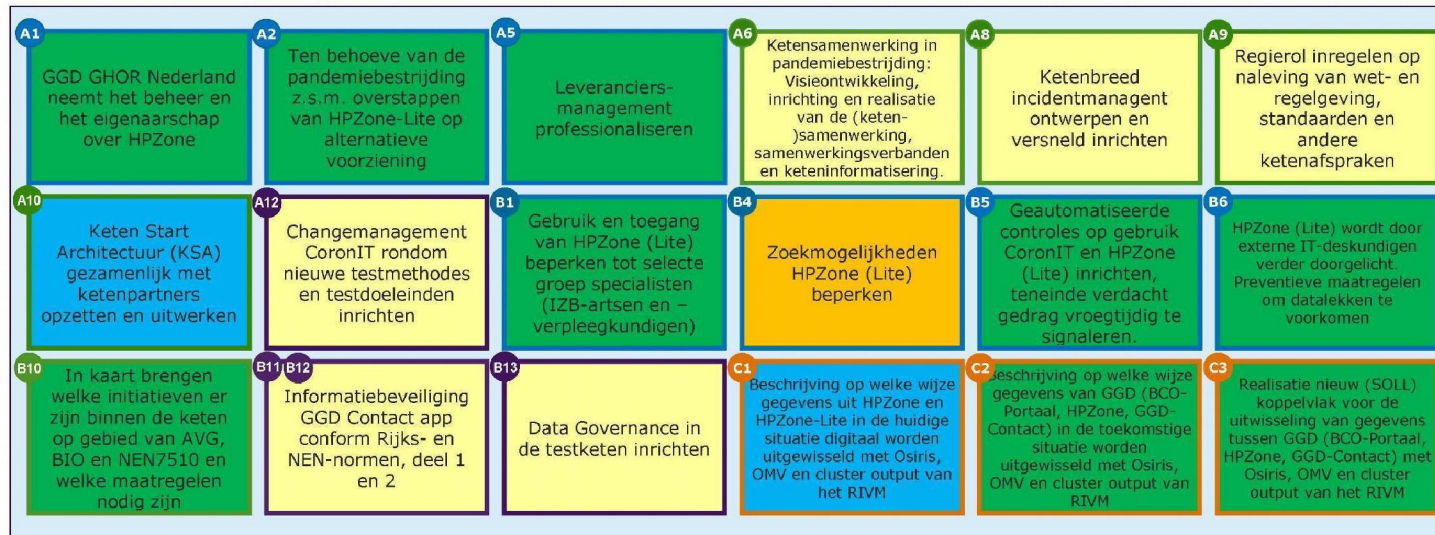 A1
GGD GHOR Nederland
neemt het beheer en
het eigenaarschap
over HPZone
A2
Ten behoeve van de
pandemiebestrijding
z.s.m. overstappen
van HPZone-Lite op
alternatieve
voorziening
A5
Leveranciers-
management
professionaliseren
A6
Ketensamenwerking in
pandemiebestrijding:
Visieontwikkeling,
inrichting en realisatie
van de (keten-
)samenwerking,
samenwerkingsverbanden
en keteninformatisering.
A8
Ketenbreed
incidentmanagent
ontwerpen en
versneld inrichten
A9
Regierol inregelen op
naleving van wet- en
regelgeving,
standaarden en
andere
ketenafspraken
A10
Keten Start
Architectuur (KSA)
gezamenlijk met
ketenpartners
opzetten en uitwerken
A12
Changemanagement
CoronIT rondom
nieuwe testmethodes
en testdoeleinden
inrichten
B1
Gebruik en toegang
van HPZone (Lite)
beperken tot selecte
groep specialisten
(IZB-artsen en –
verpleegkundigen)
B4
Zoekmogelijkheden
HPZone (Lite)
beperken
B5
Geautomatiseerde
controles op gebruik
CoronIT en HPZone
(Lite) inrichten,
teneinde verdacht
gedrag vroegtijdig te
signaleren.
B6
HPZone (Lite) wordt door
externe IT-deskundigen
verder doorgelicht.
Preventieve maatregelen
om datalekken te
voorkomen
B10
In kaart brengen
welke initiatieven er
zijn binnen de keten
op gebied van AVG,
BIO en NEN7510 en
welke maatregelen
nodig zijn
B11 B12
Informatiebeveiliging
GGD Contact app
conform Rijks- en
NEN-normen, deel 1
en 2
B13
Data Governance in
de testketen inrichten
C1
Beschrijving op welke wijze
gegevens uit HPZone en
HPZone-Lite in de huidige
situatie digitaal worden
uitgewisseld met Osiris,
OMV en cluster output van
het RIVM
C2
Beschrijving op welke wijze
gegevens van GGD (BCO-
Portaal, HPZone, GGD-
Contact) in de toekomstige
situatie worden
uitgewisseld met Osiris,
OMV en cluster output van
RIVM
C3
Realisatie nieuw (SOLL)
koppelvlak voor de
uitwisseling van gegevens
tussen GGD (BCO-Portaal,
HPZone, GGD-Contact) met
Osiris, OMV en cluster
output van het RIVM